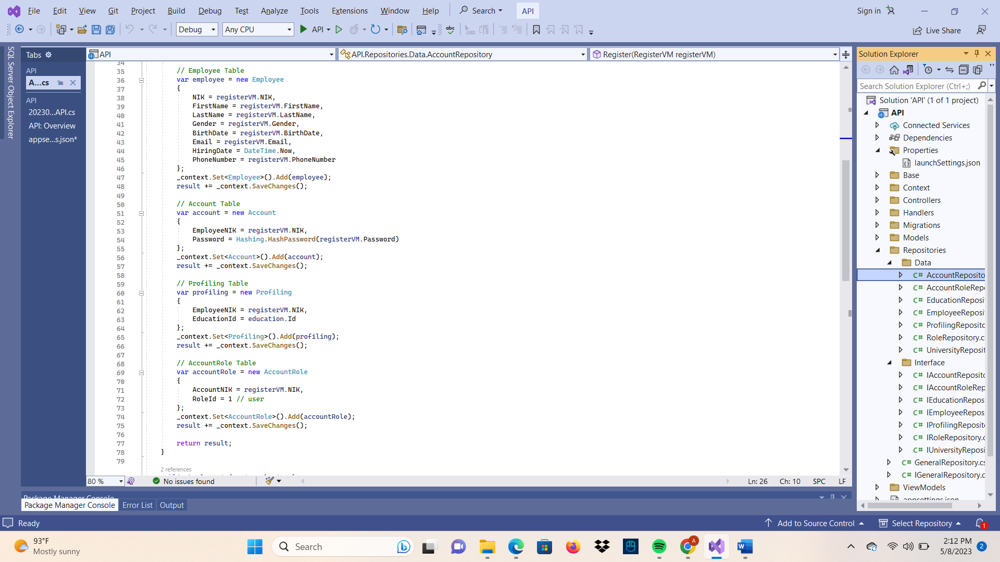 File Edit View Git Project Build Debug Test Analyze Tools Extensions Window Help Search API Sign in
Debug Any CPU API Live Share
SQL Server Object Explorer
Tabs
API
A...cs
API
20230...API.cs
API: Overview
appse...s.json*
API API.Repositories.Data.AccountRepository Register(RegisterVM registerVM)
34
35 // Employee Table
36 var employee = new Employee
37 {
38 NIK = registerVM.NIK,
39 FirstName = registerVM.FirstName,
40 LastName = registerVM.LastName,
41 Gender = registerVM.Gender,
42 BirthDate = registerVM.BirthDate,
43 Email = registerVM.Email,
44 HiringDate = DateTime.Now,
45 PhoneNumber = registerVM.PhoneNumber
46 };
47 _context.Set<Employee>().Add(employee);
48 result += _context.SaveChanges();
49
50 // Account Table
51 var account = new Account
52 {
53 EmployeeNIK = registerVM.NIK,
54 Password = Hashing.HashPassword(registerVM.Password)
55 };
56 _context.Set<Account>().Add(account);
57 result += _context.SaveChanges();
58
59 // Profiling Table
60 var profiling = new Profiling
61 {
62 EmployeeNIK = registerVM.NIK,
63 EducationId = education.Id
64 };
65 _context.Set<Profiling>().Add(profiling);
66 result += _context.SaveChanges();
67
68 // AccountRole Table
69 var accountRole = new AccountRole
70 {
71 AccountNIK = registerVM.NIK,
72 RoleId = 1 // user
73 };
74 _context.Set<AccountRole>().Add(accountRole);
75 result += _context.SaveChanges();
76
77 return result;
78 }
79
2 references
80 % No issues found Ln: 26 Ch: 10 SPC LF
Package Manager Console
Package Manager Console Error List Output
Solution Explorer
Search Solution Explorer (Ctrl+;)
Solution 'API' (1 of 1 project)
API
Connected Services
Dependencies
Properties
launchSettings.json
Base
Context
Controllers
Handlers
Migrations
Models
Repositories
Data
C# AccountReposito
C# AccountRoleRep
C# EducationReposi
C# EmployeeReposi
C# ProfilingReposito
C# RoleRepository.c
C# UniversityReposit
Interface
C# IAccountReposito
C# IAccountRoleRep
C# IEducationRepos
C# IEmployeeRepos
C# IProfilingReposit
C# IRoleRepository.c
C# IUniversityReposi
C# GeneralRepository.cs
C# IGeneralRepository.c
ViewModels
appsettings.json
Ready Add to Source Control Select Repository 1
93°F
Mostly sunny
Search
A
W
2:12 PM
5/8/2023
2